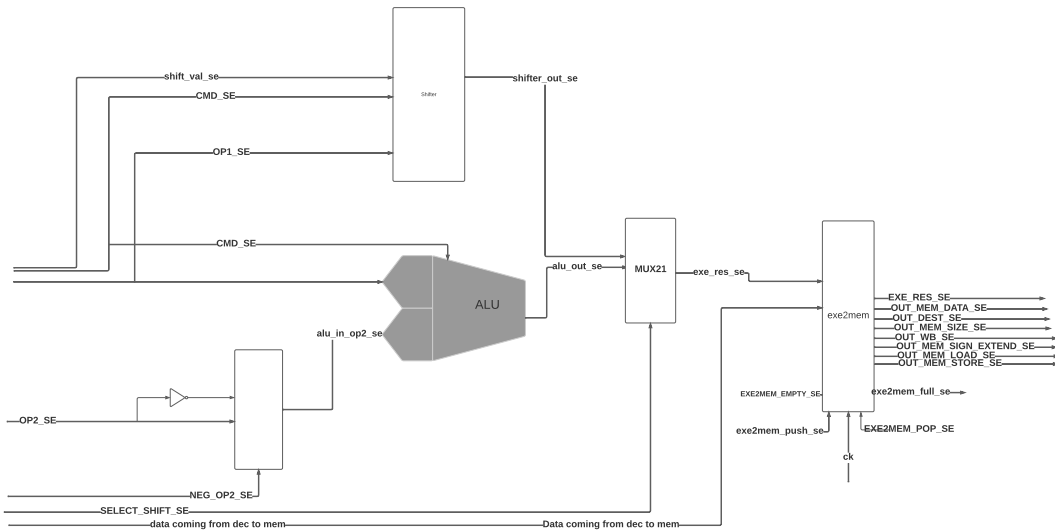 shift_val_se
shifter_out_se
Shifter
CMD_SE
OP1_SE
CMD_SE
alu_out_se
MUX21
exe_res_se
ALU
EXE_RES_SE
OUT_MEM_DATA_SE
exe2mem
OUT_DEST_SE
OUT_MEM_SIZE_SE
alu_in_op2_se
OUT_WB_SE
OUT_MEM_SIGN_EXTEND_SE
OUT_MEM_LOAD_SE
OUT_MEM_STORE_SE
EXE2MEM_EMPTY_SE
exe2mem_full_se
OP2_SE
exe2mem_push_se
EXE2MEM_POP_SE
ck
NEG_OP2_SE
SELECT_SHIFT_SE
data coming from dec to mem
Data coming from dec to mem